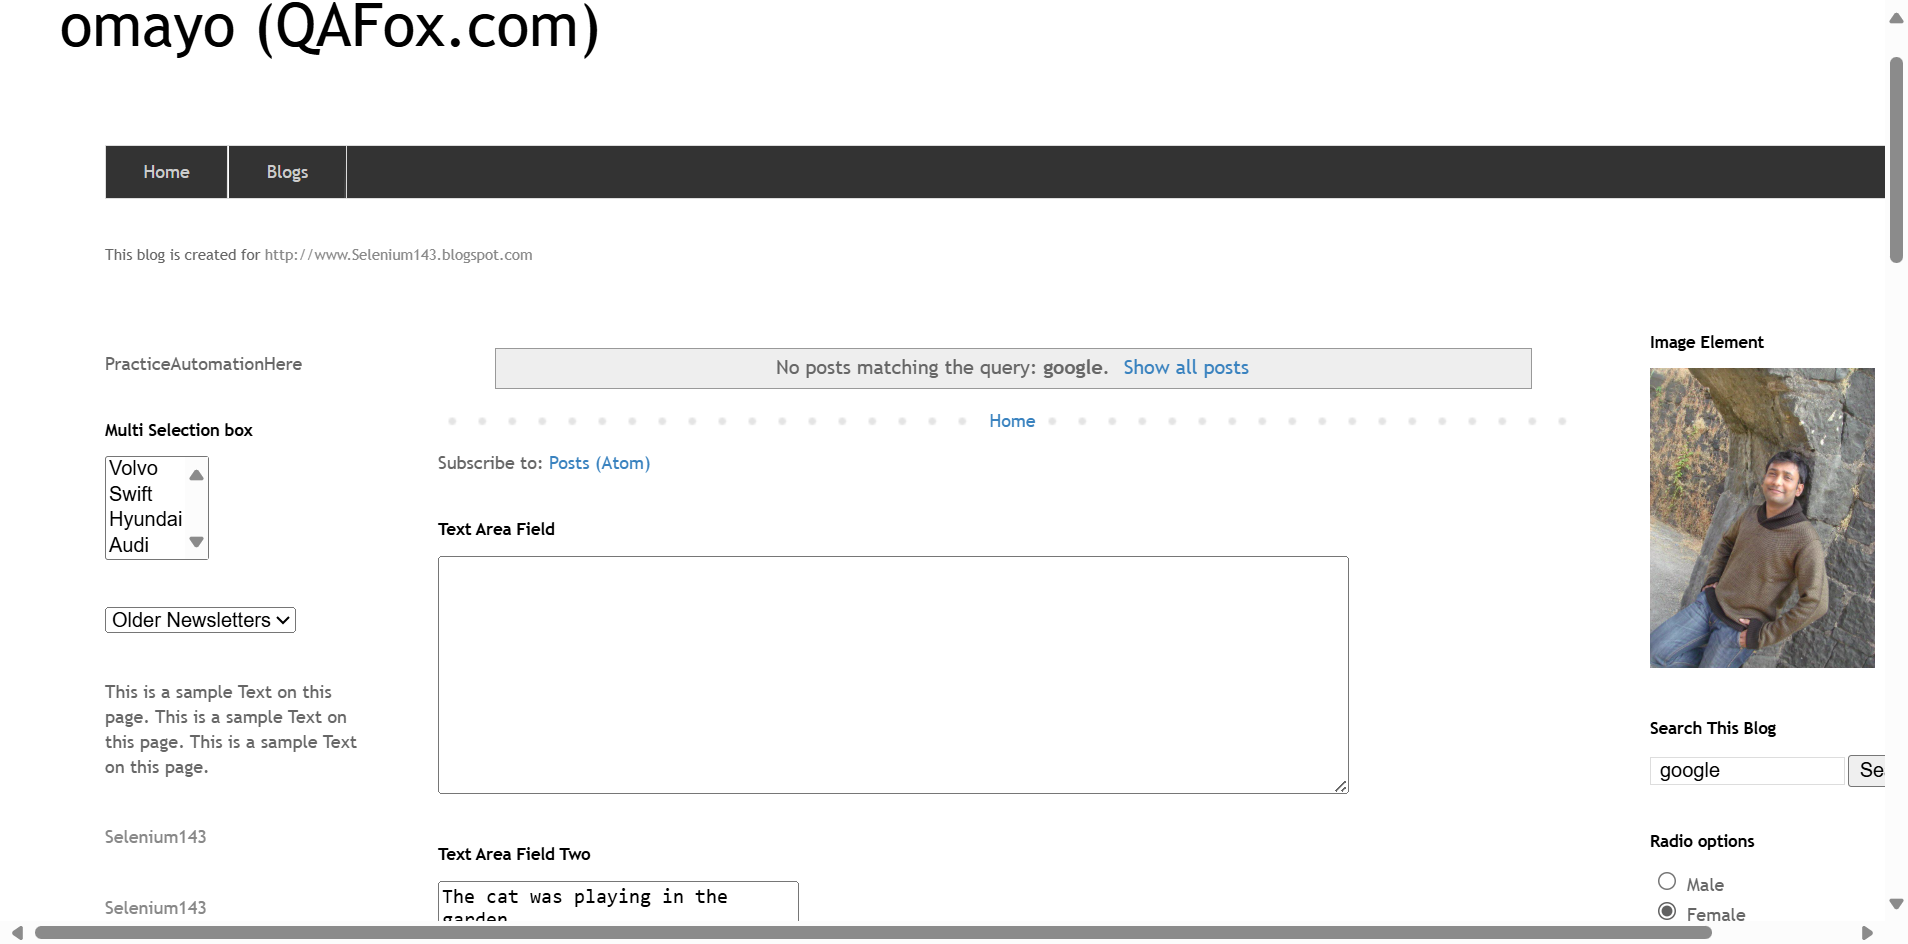 omayo (QAFox.com)
Home
Blogs
This blog is created for http://www.Selenium143.blogspot.com
PracticeAutomationHere
Multi Selection box
Volvo
Swift
Hyundai
Audi
Older Newsletters
This is a sample Text on this
page. This is a sample Text on
this page. This is a sample Text
on this page.
Selenium143
Selenium143
No posts matching the query: google. Show all posts
Home
Subscribe to: Posts (Atom)
Text Area Field
Text Area Field Two
The cat was playing in the
garden
Image Element
Search This Blog
google
Se
Radio options
Male
Female